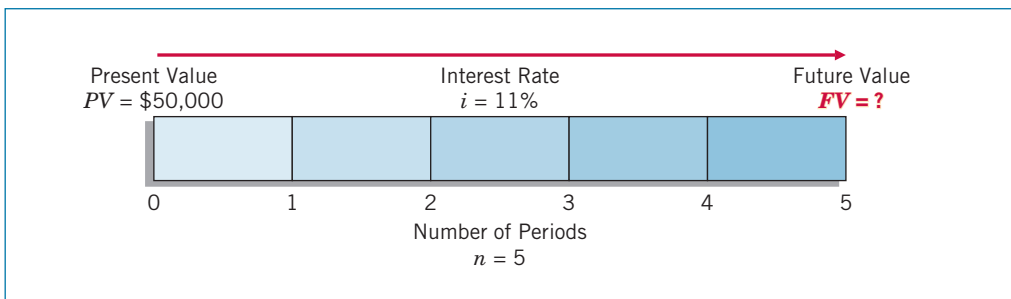 Present Value
PV = $50,000
Interest Rate
i = 11%
Future Value
FV = ?
0 1 2 3 4 5
Number of Periods
n = 5